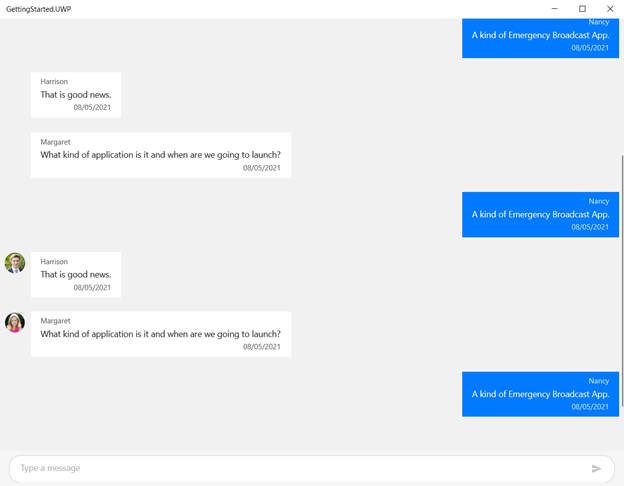 GettingStarted.UWP
Nancy
A kind of Emergency Broadcast App.
08/05/2021
Harrison
That is good news.
08/05/2021
Margaret
What kind of application is it and when are we going to launch?
08/05/2021
Nancy
A kind of Emergency Broadcast App.
08/05/2021
Harrison
That is good news.
08/05/2021
Margaret
What kind of application is it and when are we going to launch?
08/05/2021
Nancy
A kind of Emergency Broadcast App.
08/05/2021
Type a message